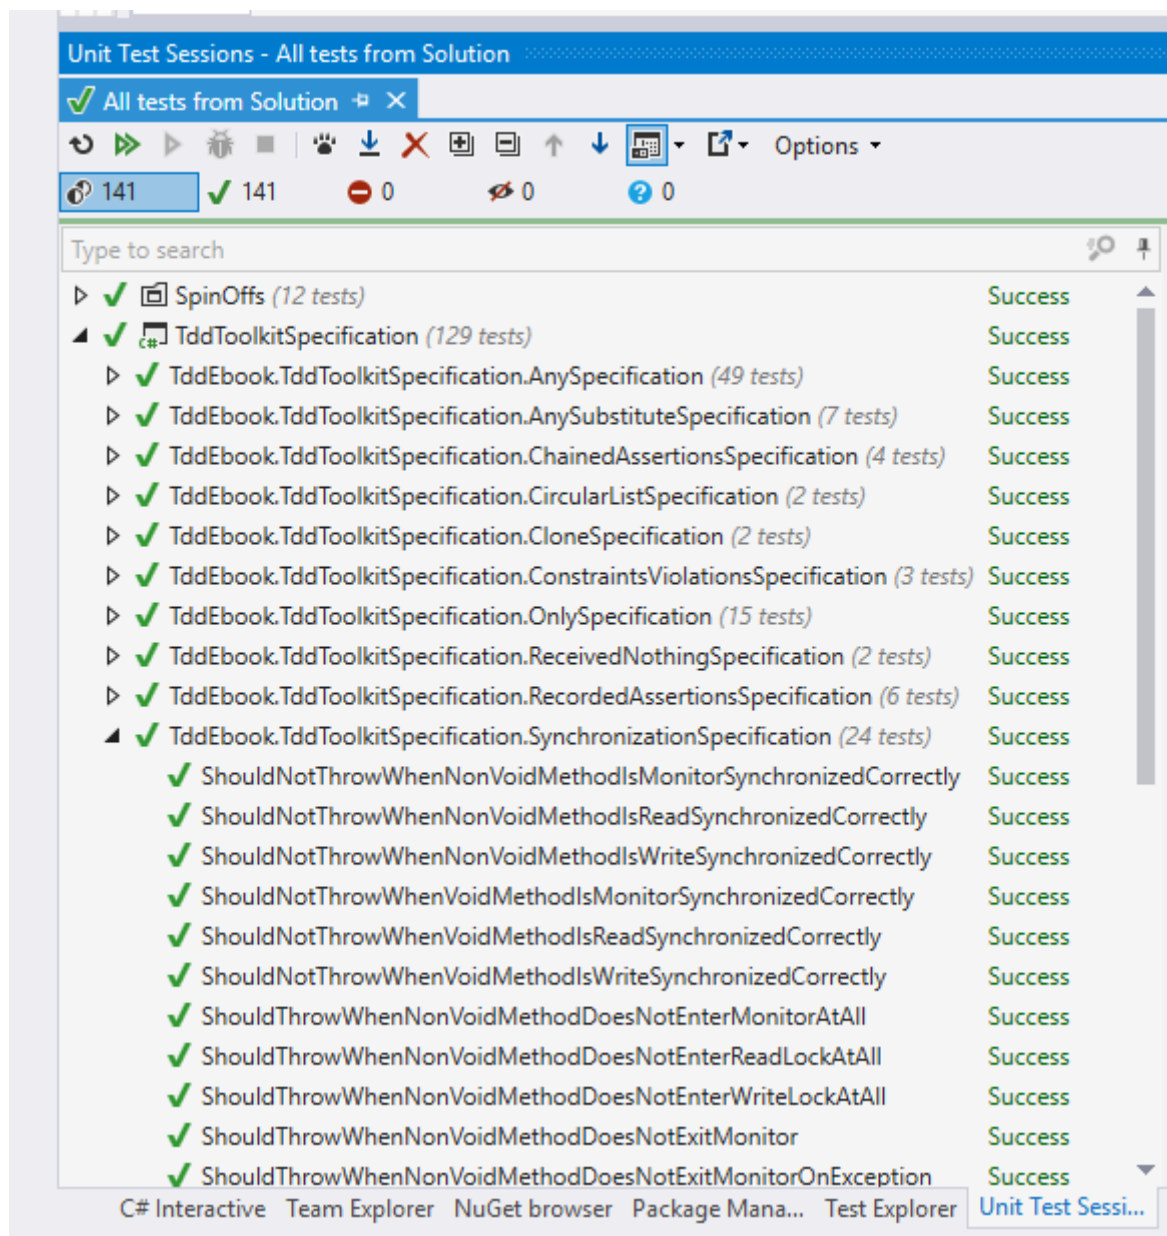 Unit Test Sessions - All tests from Solution
All tests from Solution
Options
141 141 0 0 0
Type to search
SpinOffs (12 tests) Success
TddToolkitSpecification (129 tests) Success
TddEbook.TddToolkitSpecification.AnySpecification (49 tests) Success
TddEbook.TddToolkitSpecification.AnySubstituteSpecification (7 tests) Success
TddEbook.TddToolkitSpecification.ChainedAssertionsSpecification (4 tests) Success
TddEbook.TddToolkitSpecification.CircularListSpecification (2 tests) Success
TddEbook.TddToolkitSpecification.CloneSpecification (2 tests) Success
TddEbook.TddToolkitSpecification.ConstraintsViolationsSpecification (3 tests) Success
TddEbook.TddToolkitSpecification.OnlySpecification (15 tests) Success
TddEbook.TddToolkitSpecification.ReceivedNothingSpecification (2 tests) Success
TddEbook.TddToolkitSpecification.RecordedAssertionsSpecification (6 tests) Success
TddEbook.TddToolkitSpecification.SynchronizationSpecification (24 tests) Success
ShouldNotThrowWhenNonVoidMethodIsMonitorSynchronizedCorrectly Success
ShouldNotThrowWhenNonVoidMethodIsReadSynchronizedCorrectly Success
ShouldNotThrowWhenNonVoidMethodIsWriteSynchronizedCorrectly Success
ShouldNotThrowWhenVoidMethodIsMonitorSynchronizedCorrectly Success
ShouldNotThrowWhenVoidMethodIsReadSynchronizedCorrectly Success
ShouldNotThrowWhenVoidMethodIsWriteSynchronizedCorrectly Success
ShouldThrowWhenNonVoidMethodDoesNotEnterMonitorAtAll Success
ShouldThrowWhenNonVoidMethodDoesNotEnterReadLockAtAll Success
ShouldThrowWhenNonVoidMethodDoesNotEnterWriteLockAtAll Success
ShouldThrowWhenNonVoidMethodDoesNotExitMonitor Success
ShouldThrowWhenNonVoidMethodDoesNotExitMonitorOnException Success
C# Interactive Team Explorer NuGet browser Package Mana... Test Explorer Unit Test Sessi...